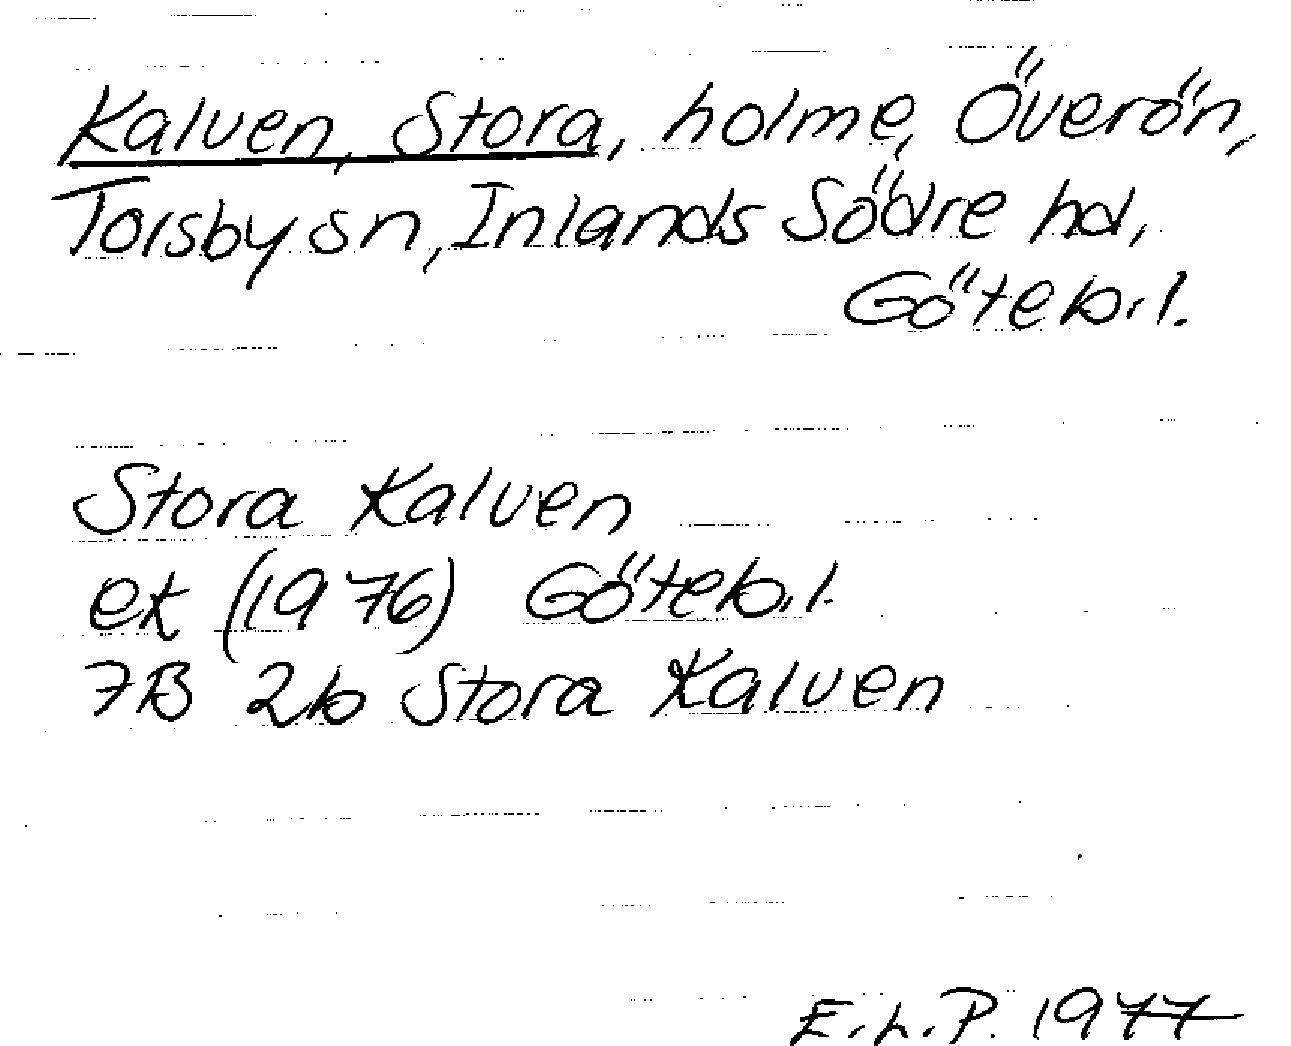 Kalven, Stora, holme, Överön,
Torsby sn, Inlands Södre hd,
Göteb. l.
Stora Kalven
ek (1976) Göteb. l.
7B 2b Stora Kalven
E. L. P. 1977